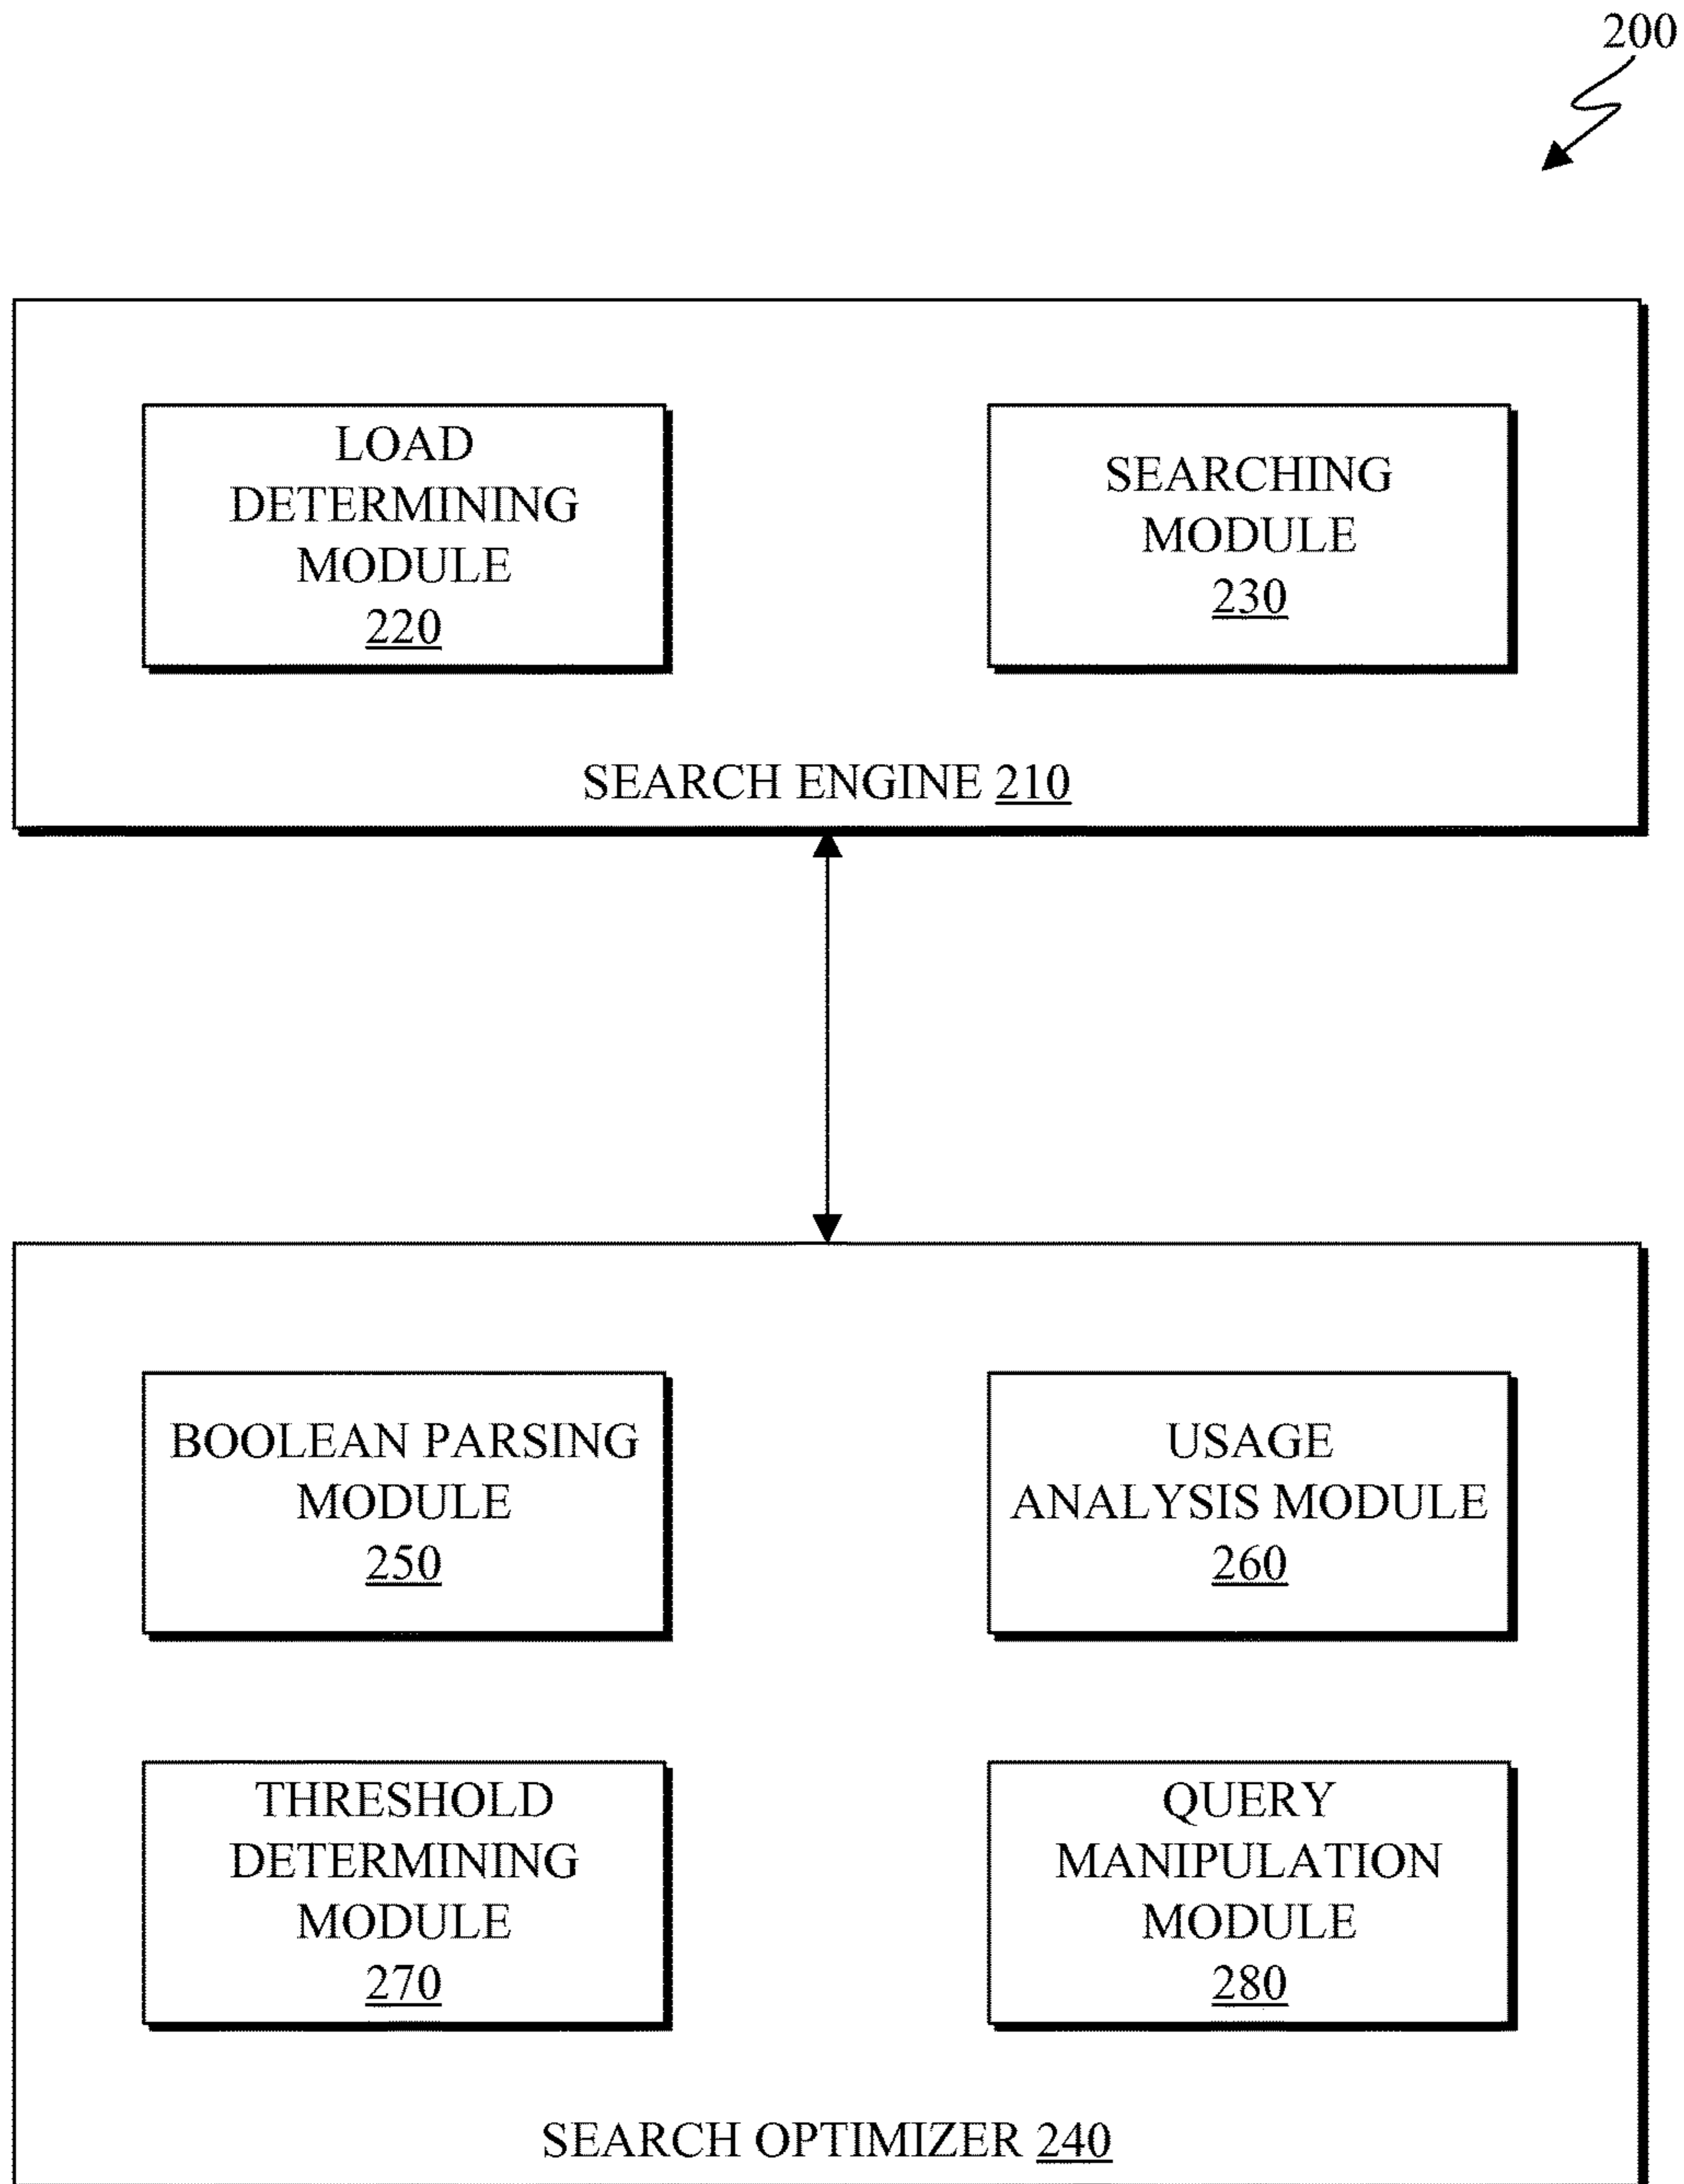 200
LOAD
DETERMINING
MODULE
220
SEARCHING
MODULE
230
SEARCH ENGINE 210
BOOLEAN PARSING
MODULE
250
USAGE
ANALYSIS MODULE
260
THRESHOLD
DETERMINING
MODULE
270
QUERY
MANIPULATION
MODULE
280
SEARCH OPTIMIZER 240